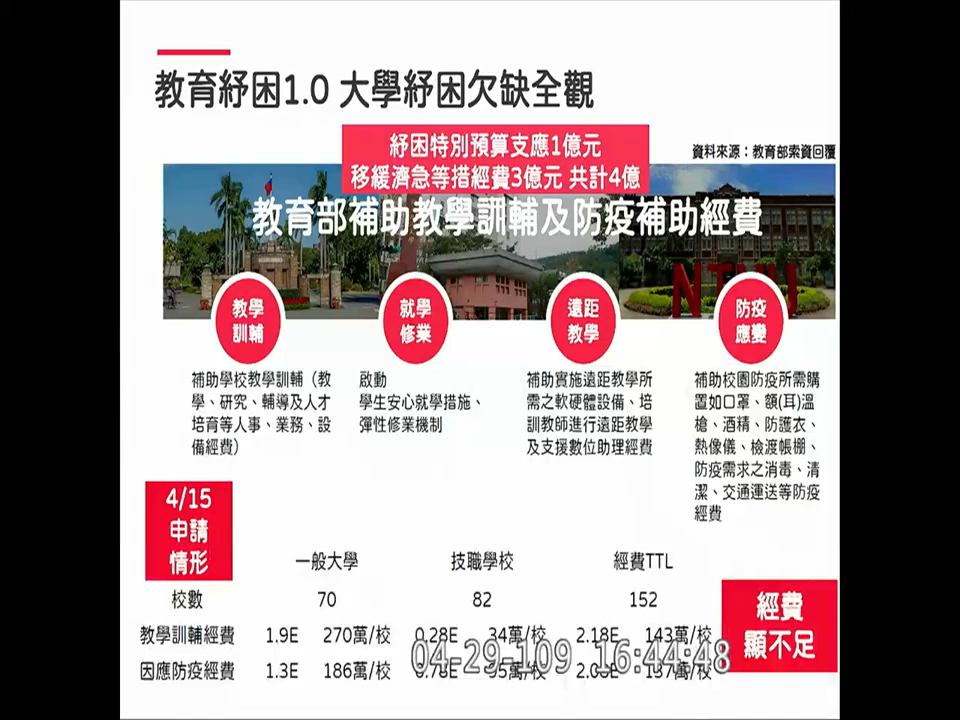 教育紓困1.0 大學紓困欠缺全觀
紓困特別預算支應1億元
移緩濟急等措經費3億元 共計4億
資料來源：教育部索資回覆
教育部補助教學訓輔及防疫補助經費
NTNU
教學
訓輔
就學
修業
遠距
教學
防疫
應變
補助學校教學訓輔（教
學、研究、輔導及人才
培育等人事、業務、設
備經費）
啟動
學生安心就學措施、
彈性修業機制
補助實施遠距教學所
需之軟硬體設備、培
訓教師進行遠距教學
及支援數位助理經費
補助校園防疫所需購
置如口罩、額(耳)溫
槍、酒精、防護衣、
熱像儀、檢渡帳棚、
防疫需求之消毒、清
潔、交通運送等防疫
經費
4/15
申請
情形
一般大學 技職學校 經費TTL
校數 70 82 152
教學訓輔經費 1.9E 270萬/校 0.28E 34萬/校 2.18E 143萬/校
因應防疫經費 1.3E 186萬/校 0.78E 95萬/校 137萬/校
經費
顯不足
04-29-109 16:44:48